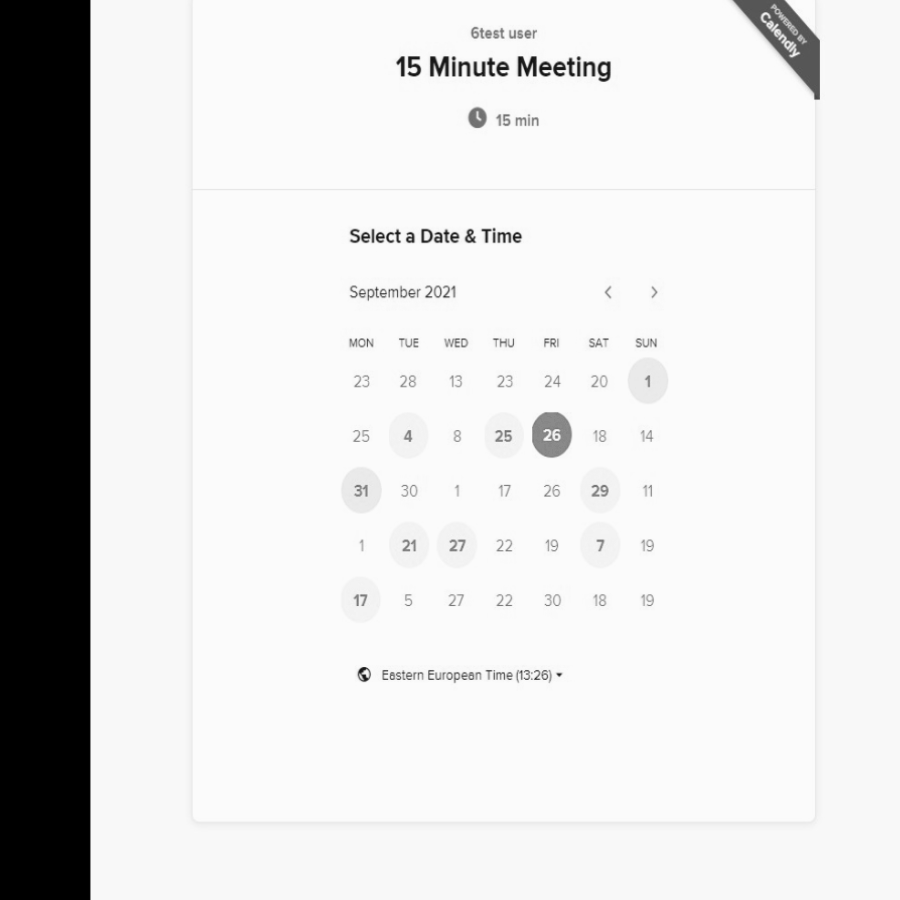 POWERED BY
Calendly
6test user
15 Minute Meeting
15 min
Select a Date & Time
September 2021
MON TUE WED THU FRI SAT SUN
23 28 13 23 24 20 1
25 4 8 25 26 18 14
31 30 1 17 26 29 11
1 21 27 22 19 7 19
17 5 27 22 30 18 19
Eastern European Time (13:26)